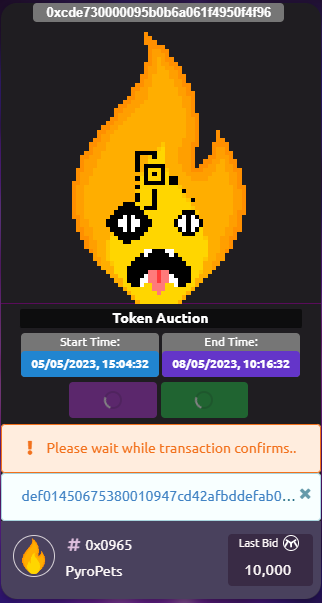 0xcde730000095b0b6a061f4950f4f96
Token Auction
Start Time:
05/05/2023, 15:04:32
End Time:
08/05/2023, 10:16:32
! Please wait while transaction confirms..
def01450675380010947cd42afbddefab0... ×
# 0x0965
PyroPets
Last Bid
10,000